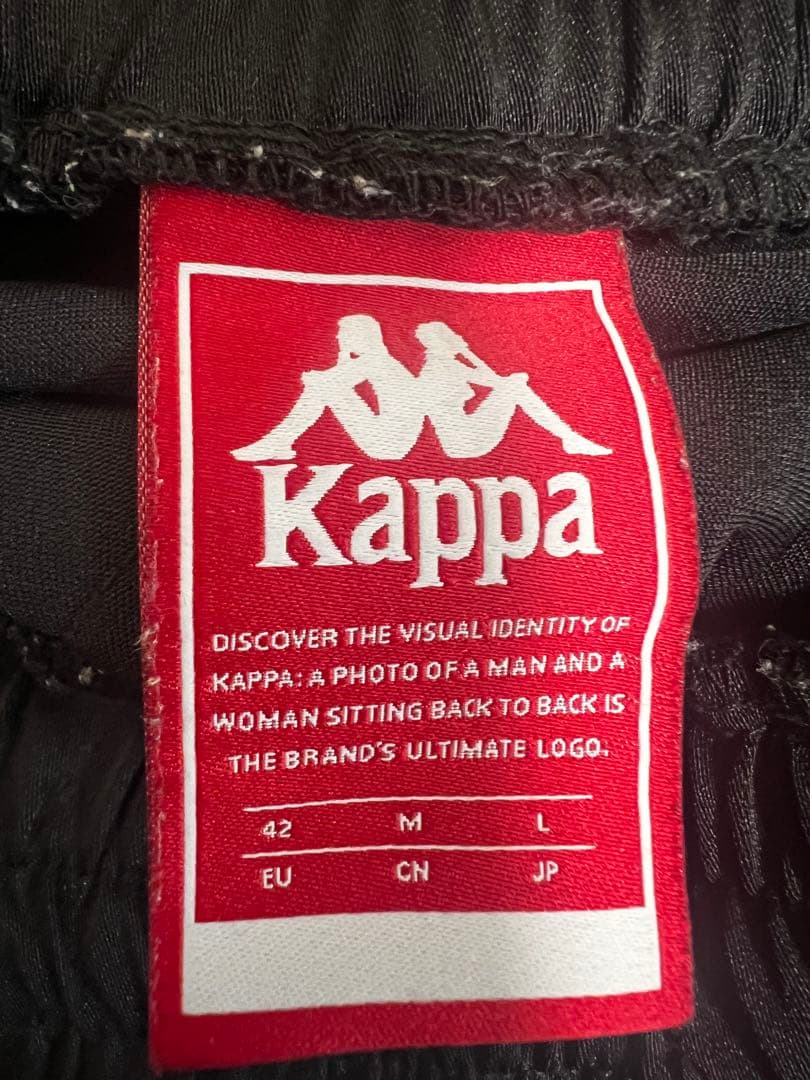 Kappa
DISCOVER THE VISUAL IDENTITY OF
KAPPA: A PHOTO OF A MAN AND A
WOMAN SITTING BACK TO BACK IS
THE BRAND'S ULTIMATE LOGO.
42 M L
EU CN JP